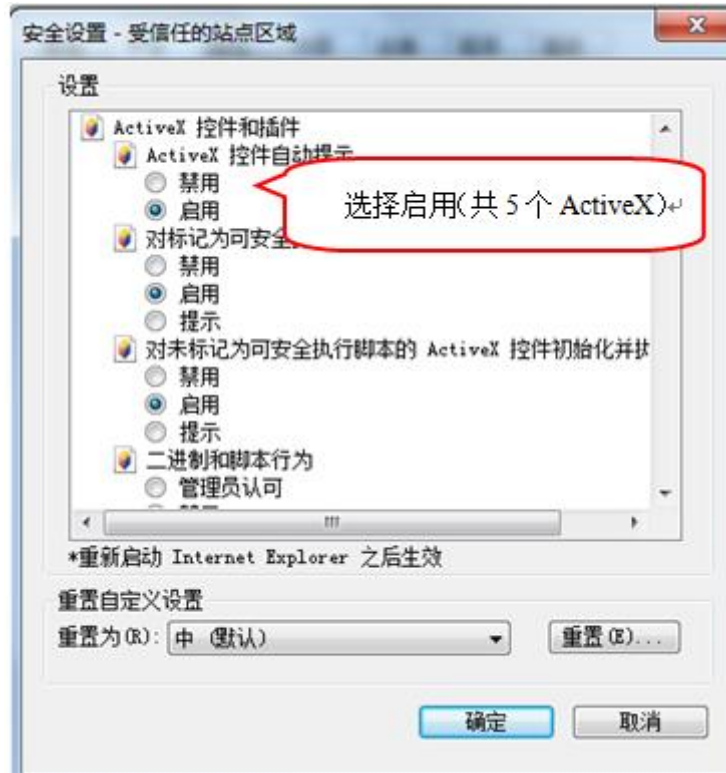 安全设置 - 受信任的站点区域
设置
ActiveX 控件和插件
ActiveX 控件自动提示
禁用
启用
选择启用(共 5 个 ActiveX)↵
对标记为可安全
禁用
启用
提示
对未标记为可安全执行脚本的 ActiveX 控件初始化并执
禁用
启用
提示
二进制和脚本行为
管理员认可
*重新启动 Internet Explorer 之后生效
重置自定义设置
重置为(R): 中 (默认)
重置(E)...
确定
取消